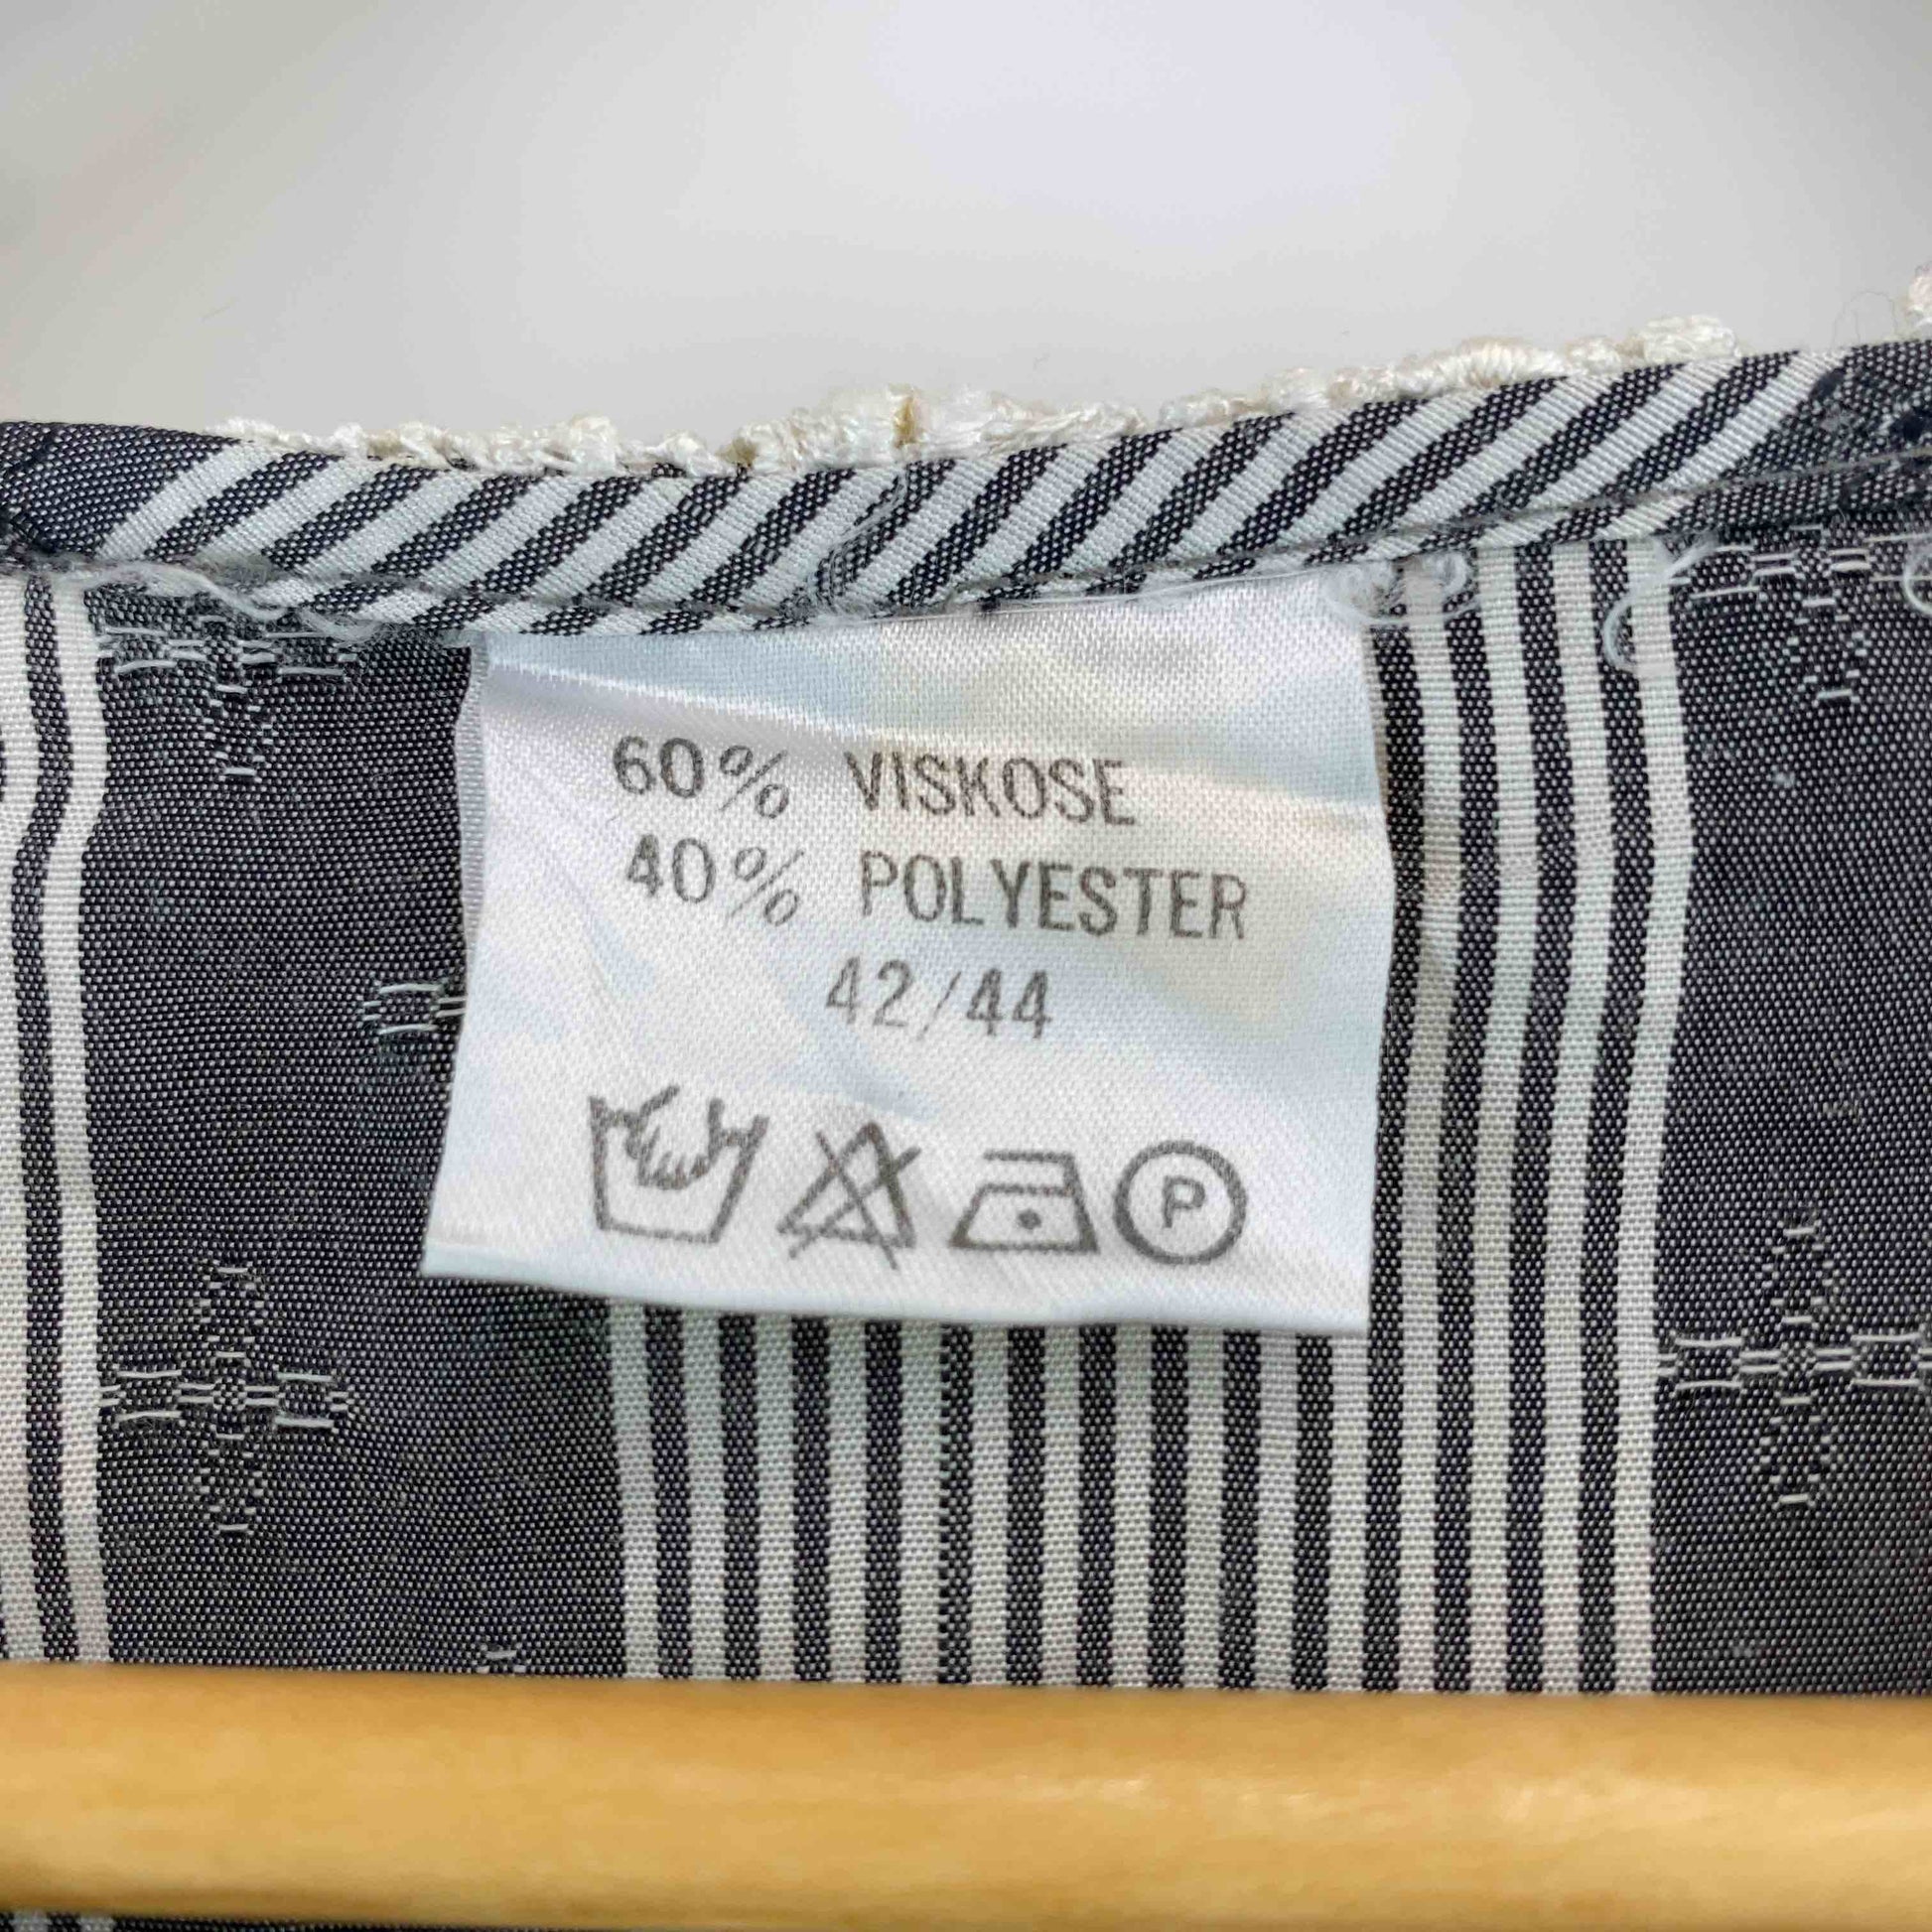 60% VISKOSE
40% POLYESTER
42/44
P